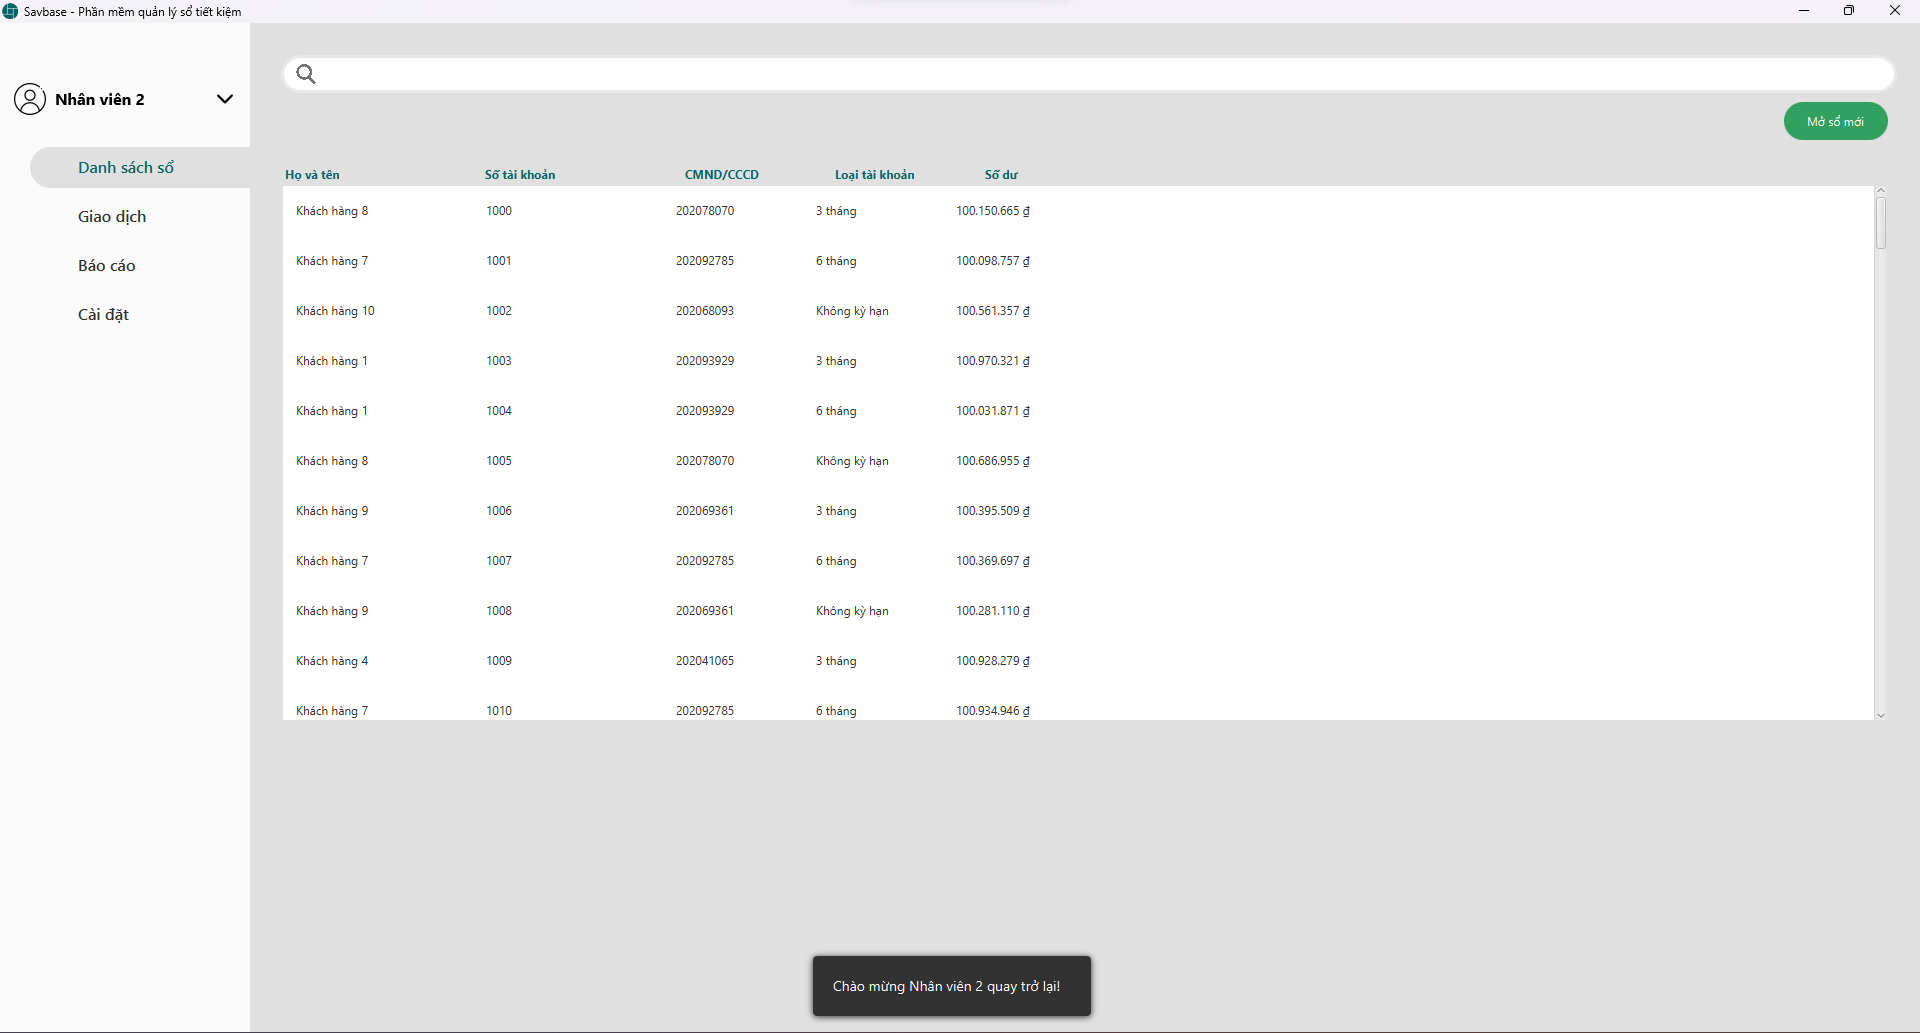 Savbase - Phần mềm quản lý sổ tiết kiệm
Nhân viên 2
Danh sách sổ
Giao dịch
Báo cáo
Cài đặt
Mở sổ mới
Họ và tên Số tài khoản CMND/CCCD Loại tài khoản Số dư
Khách hàng 8 1000 202078070 3 tháng 100.150.665 ₫
Khách hàng 7 1001 202092785 6 tháng 100.098.757 ₫
Khách hàng 10 1002 202068093 Không kỳ hạn 100.561.357 ₫
Khách hàng 1 1003 202093929 3 tháng 100.970.321 ₫
Khách hàng 1 1004 202093929 6 tháng 100.031.871 ₫
Khách hàng 8 1005 202078070 Không kỳ hạn 100.686.955 ₫
Khách hàng 9 1006 202069361 3 tháng 100.395.509 ₫
Khách hàng 7 1007 202092785 6 tháng 100.369.697 ₫
Khách hàng 9 1008 202069361 Không kỳ hạn 100.281.110 ₫
Khách hàng 4 1009 202041065 3 tháng 100.928.279 ₫
Khách hàng 7 1010 202092785 6 tháng 100.934.946 ₫
Chào mừng Nhân viên 2 quay trở lại!